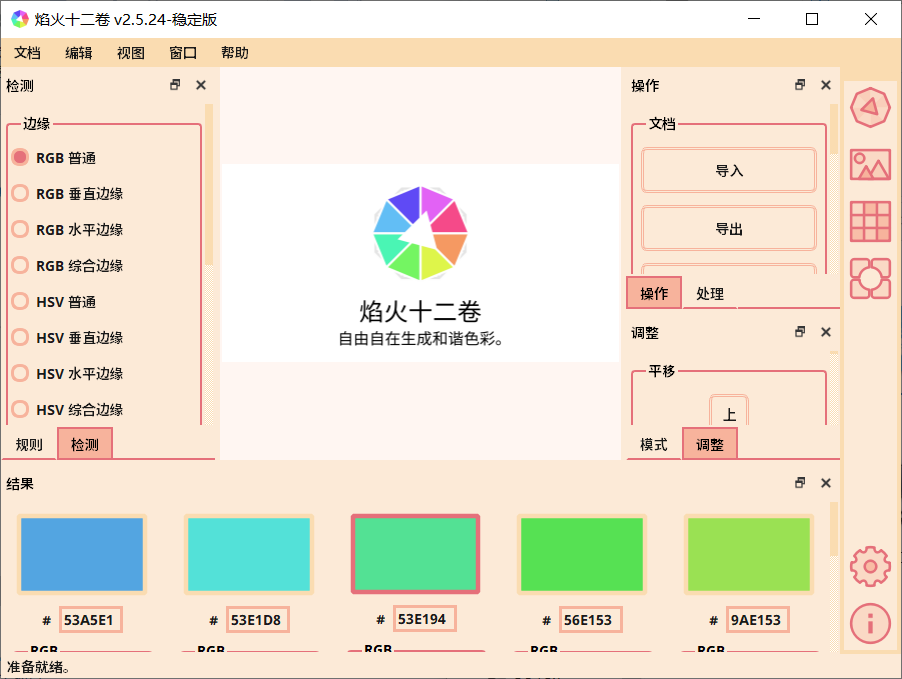 焰火十二卷 v2.5.24-稳定版
文档 编辑 视图 窗口 帮助
检测
边缘
RGB 普通
RGB 垂直边缘
RGB 水平边缘
RGB 综合边缘
HSV 普通
HSV 垂直边缘
HSV 水平边缘
HSV 综合边缘
规则 检测
焰火十二卷
自由自在生成和谐色彩。
操作
文档
导入
导出
操作 处理
调整
平移
上
模式 调整
结果
# 53A5E1 # 53E1D8 # 53E194 # 56E153 # 9AE153
RGB RGB RGB RGB RGB
准备就绪。